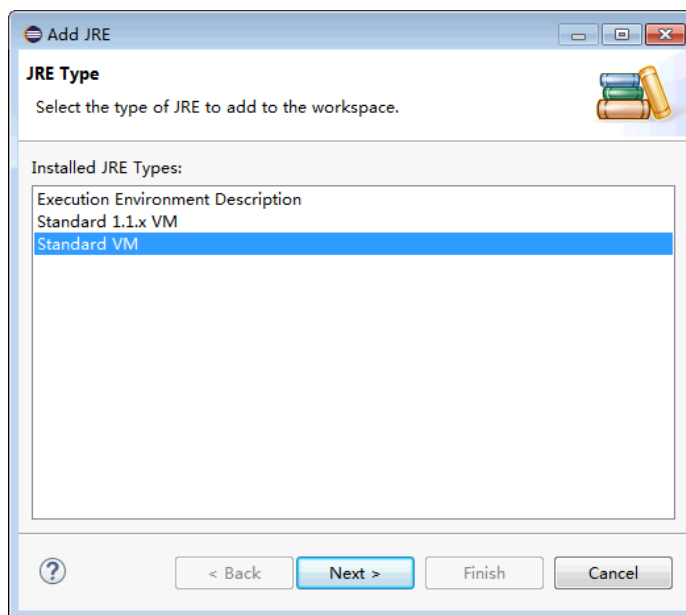 Add JRE
JRE Type
Select the type of JRE to add to the workspace.
Installed JRE Types:
Execution Environment Description
Standard 1.1.x VM
Standard VM
? < Back Next > Finish Cancel